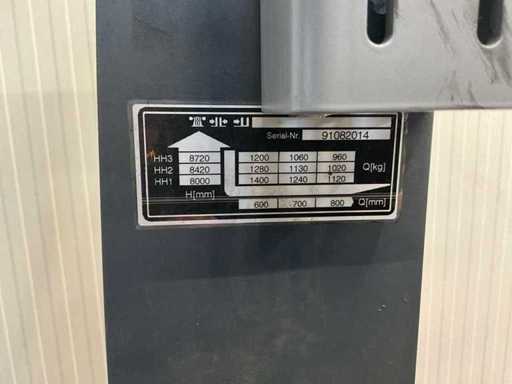 Serial-Nr. 91082014
HH3 8720 1200 1060 960
HH2 8420 1280 1130 1020 Q[kg]
HH1 8000 1400 1240 1120
H[mm] 600 700 800 Q[mm]